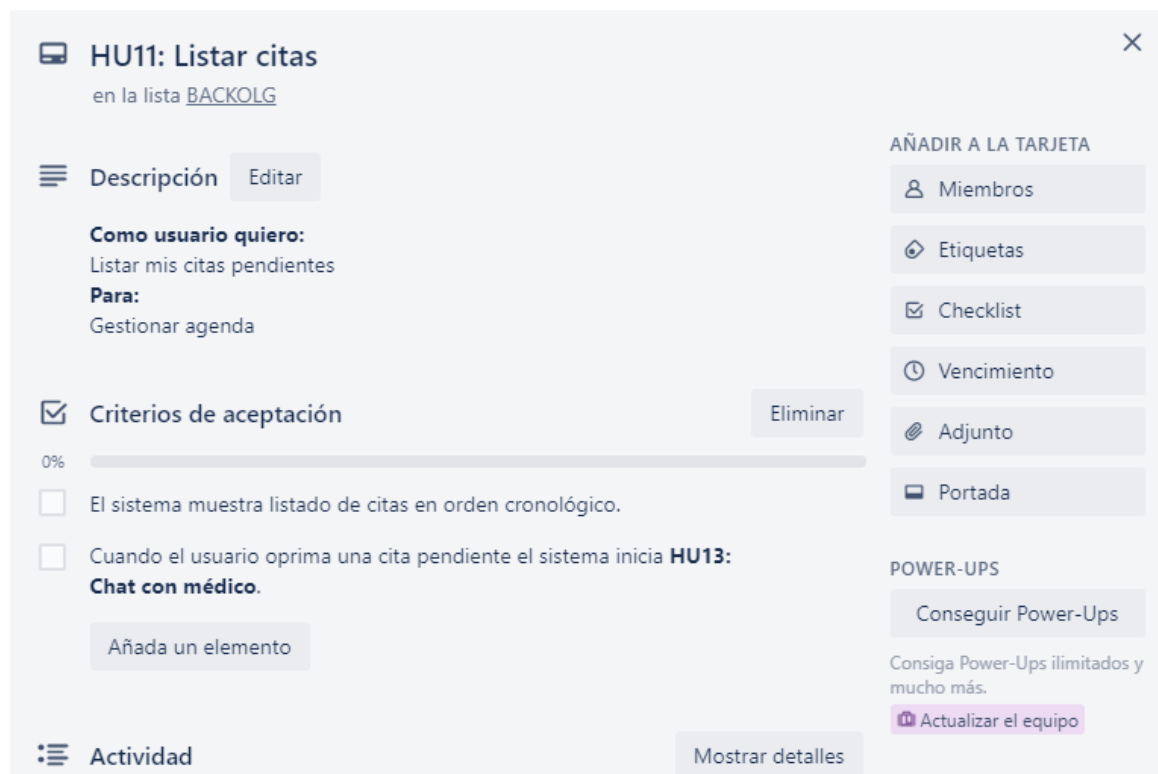 HU11: Listar citas
en la lista BACKOLG
Descripción
Editar
Como usuario quiero:
Listar mis citas pendientes
Para:
Gestionar agenda
Criterios de aceptación
Eliminar
0%
El sistema muestra listado de citas en orden cronológico.
Cuando el usuario oprima una cita pendiente el sistema inicia HU13:
Chat con médico.
Añada un elemento
Actividad
Mostrar detalles
AÑADIR A LA TARJETA
Miembros
Etiquetas
Checklist
Vencimiento
Adjunto
Portada
POWER-UPS
Conseguir Power-Ups
Consiga Power-Ups ilimitados y
mucho más.
Actualizar el equipo